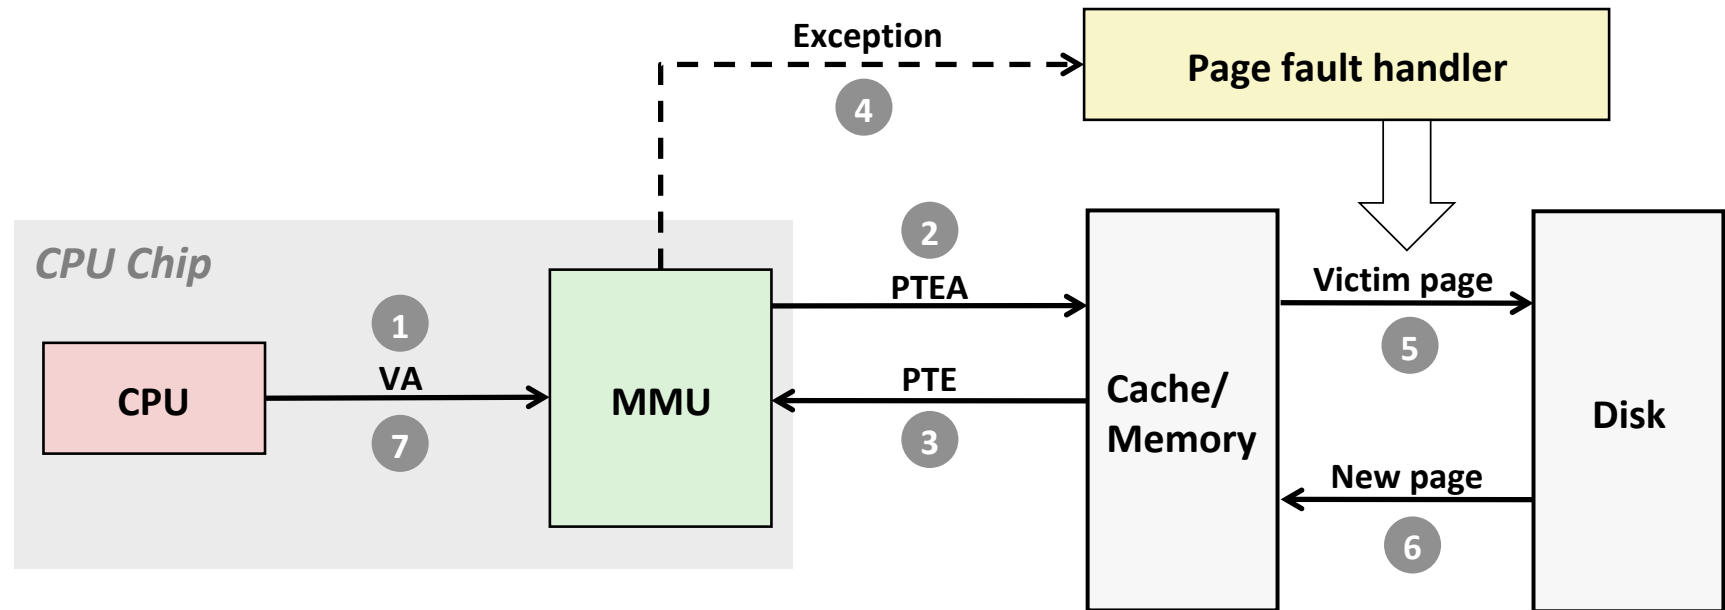 Exception
Page fault handler
4
CPU Chip
2
PTEA
Victim page
1
5
VA
CPU
MMU
PTE
Cache/
Memory
Disk
7
3
New page
6